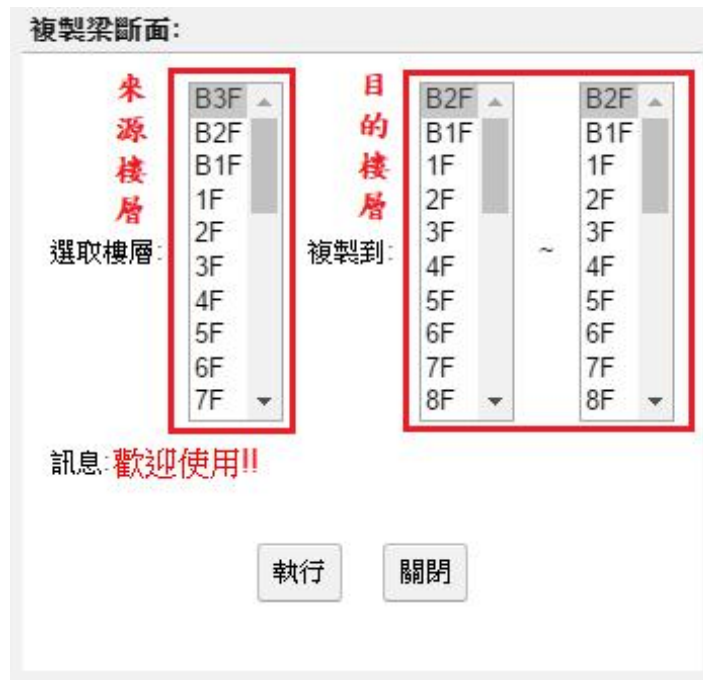 複製梁斷面:
來源樓層
選取樓層:
B3F
B2F
B1F
1F
2F
3F
4F
5F
6F
7F
目的樓層
複製到:
B2F
B1F
1F
2F
3F
4F
5F
6F
7F
8F
~
B2F
B1F
1F
2F
3F
4F
5F
6F
7F
8F
訊息:歡迎使用!!
執行 關閉